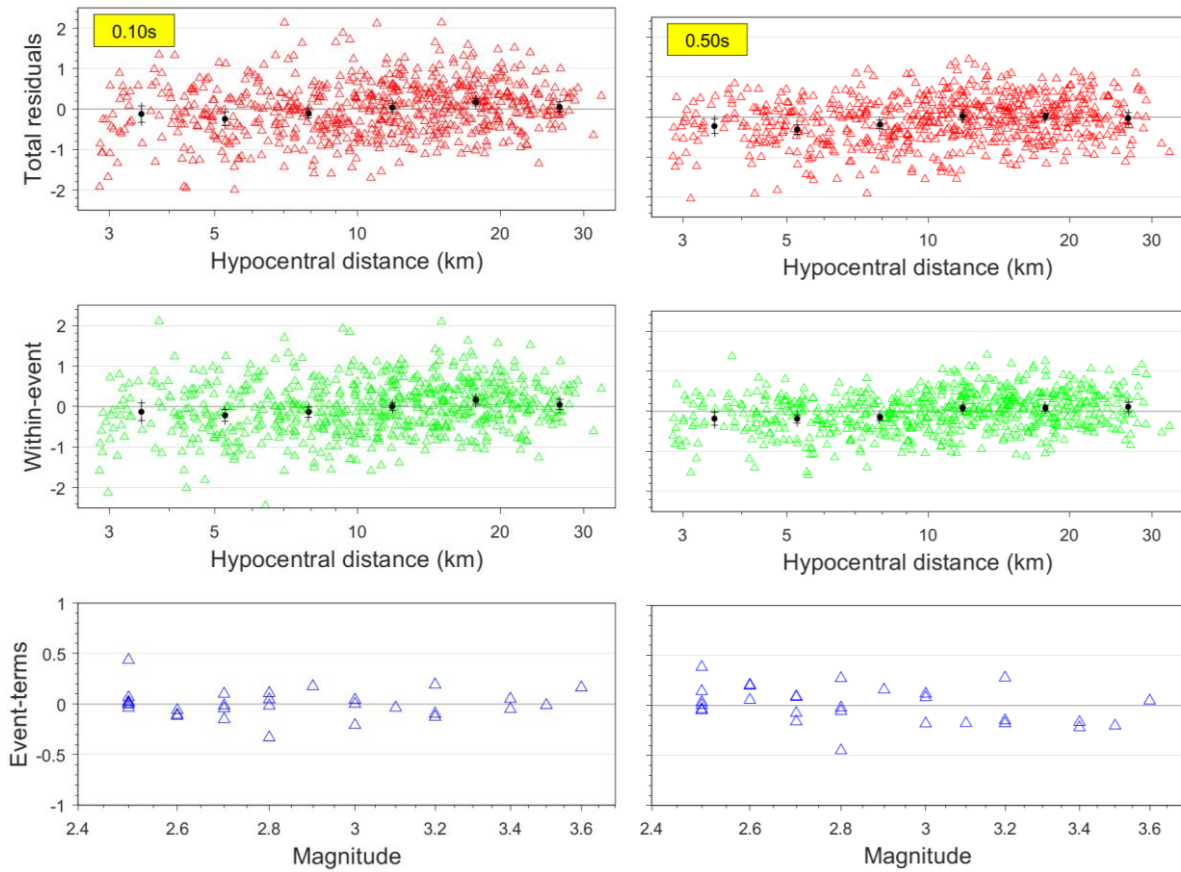 0.10s
0.50s
Total residuals
2
1
0
-1
-2
3 5 10 20 30
3 5 10 20 30
Hypocentral distance (km)
Hypocentral distance (km)
Within-event
2
1
0
-1
-2
3 5 10 20 30
3 5 10 20 30
Hypocentral distance (km)
Hypocentral distance (km)
Event-terms
1
0.5
0
-0.5
-1
2.4 2.6 2.8 3 3.2 3.4 3.6
2.4 2.6 2.8 3 3.2 3.4 3.6
Magnitude
Magnitude